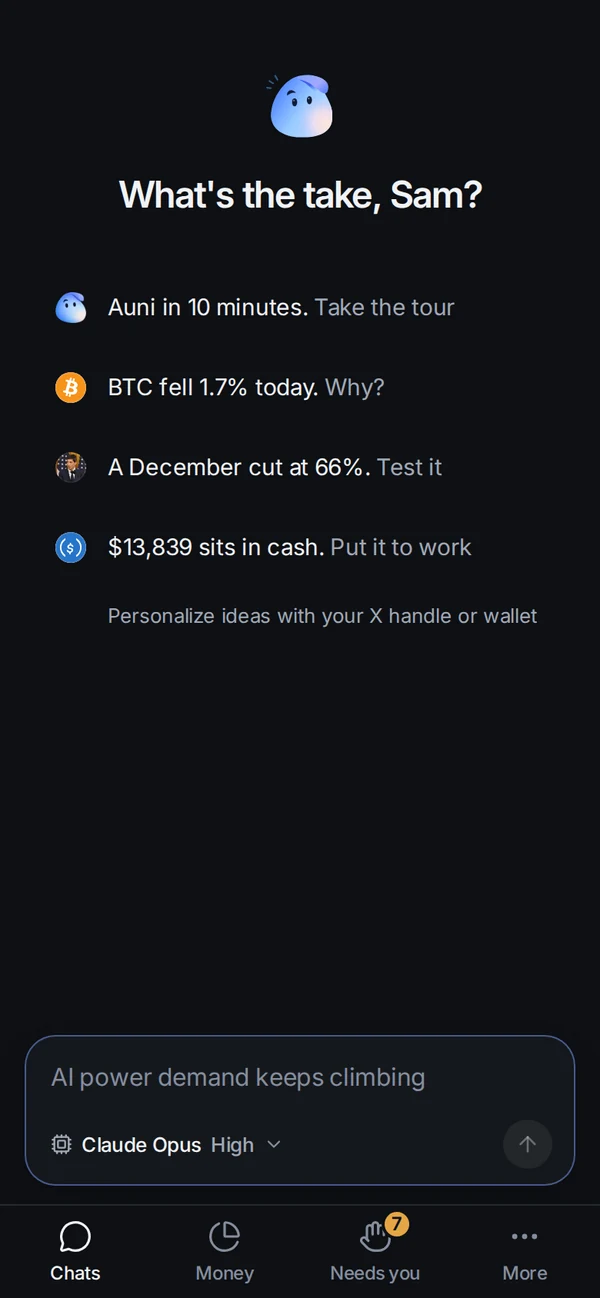 What's the take, Sam?
Auni in 10 minutes. Take the tour
BTC fell 1.7% today. Why?
A December cut at 66%. Test it
$13,839 sits in cash. Put it to work
Personalize ideas with your X handle or wallet
AI power demand keeps climbing
Claude Opus High
7
Chats
Money
Needs you
More